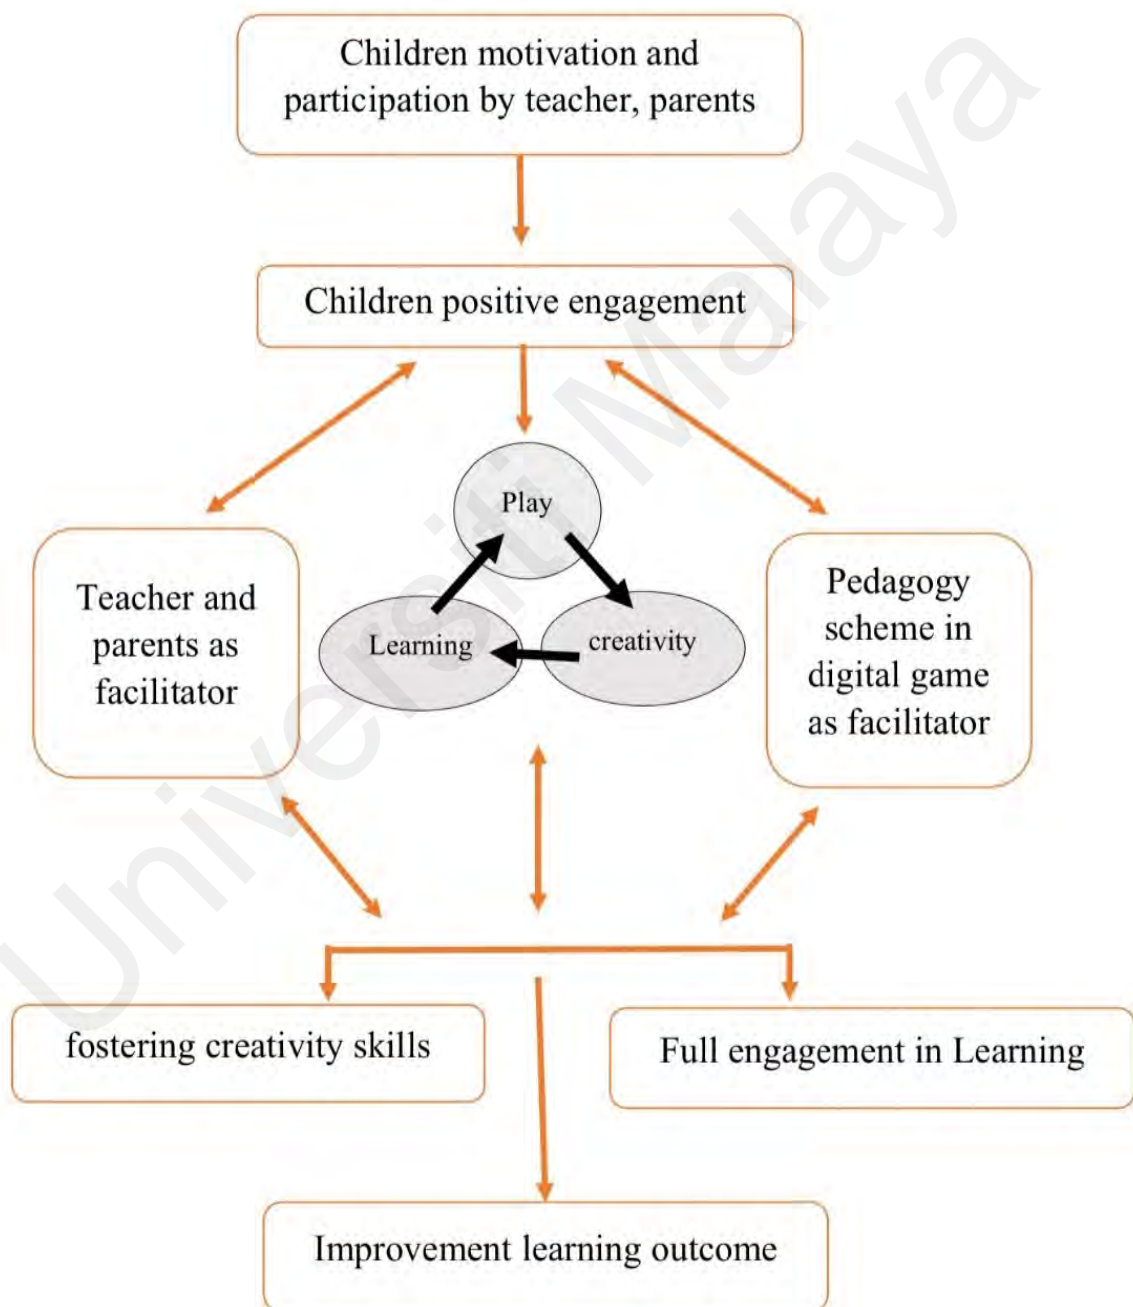 Children motivation and
participation by teacher, parents
Children positive engagement
Play
Learning
creativity
Teacher and
parents as
facilitator
Pedagogy
scheme in
digital game
as facilitator
fostering creativity skills
Full engagement in Learning
Improvement learning outcome
Universiti Malaya